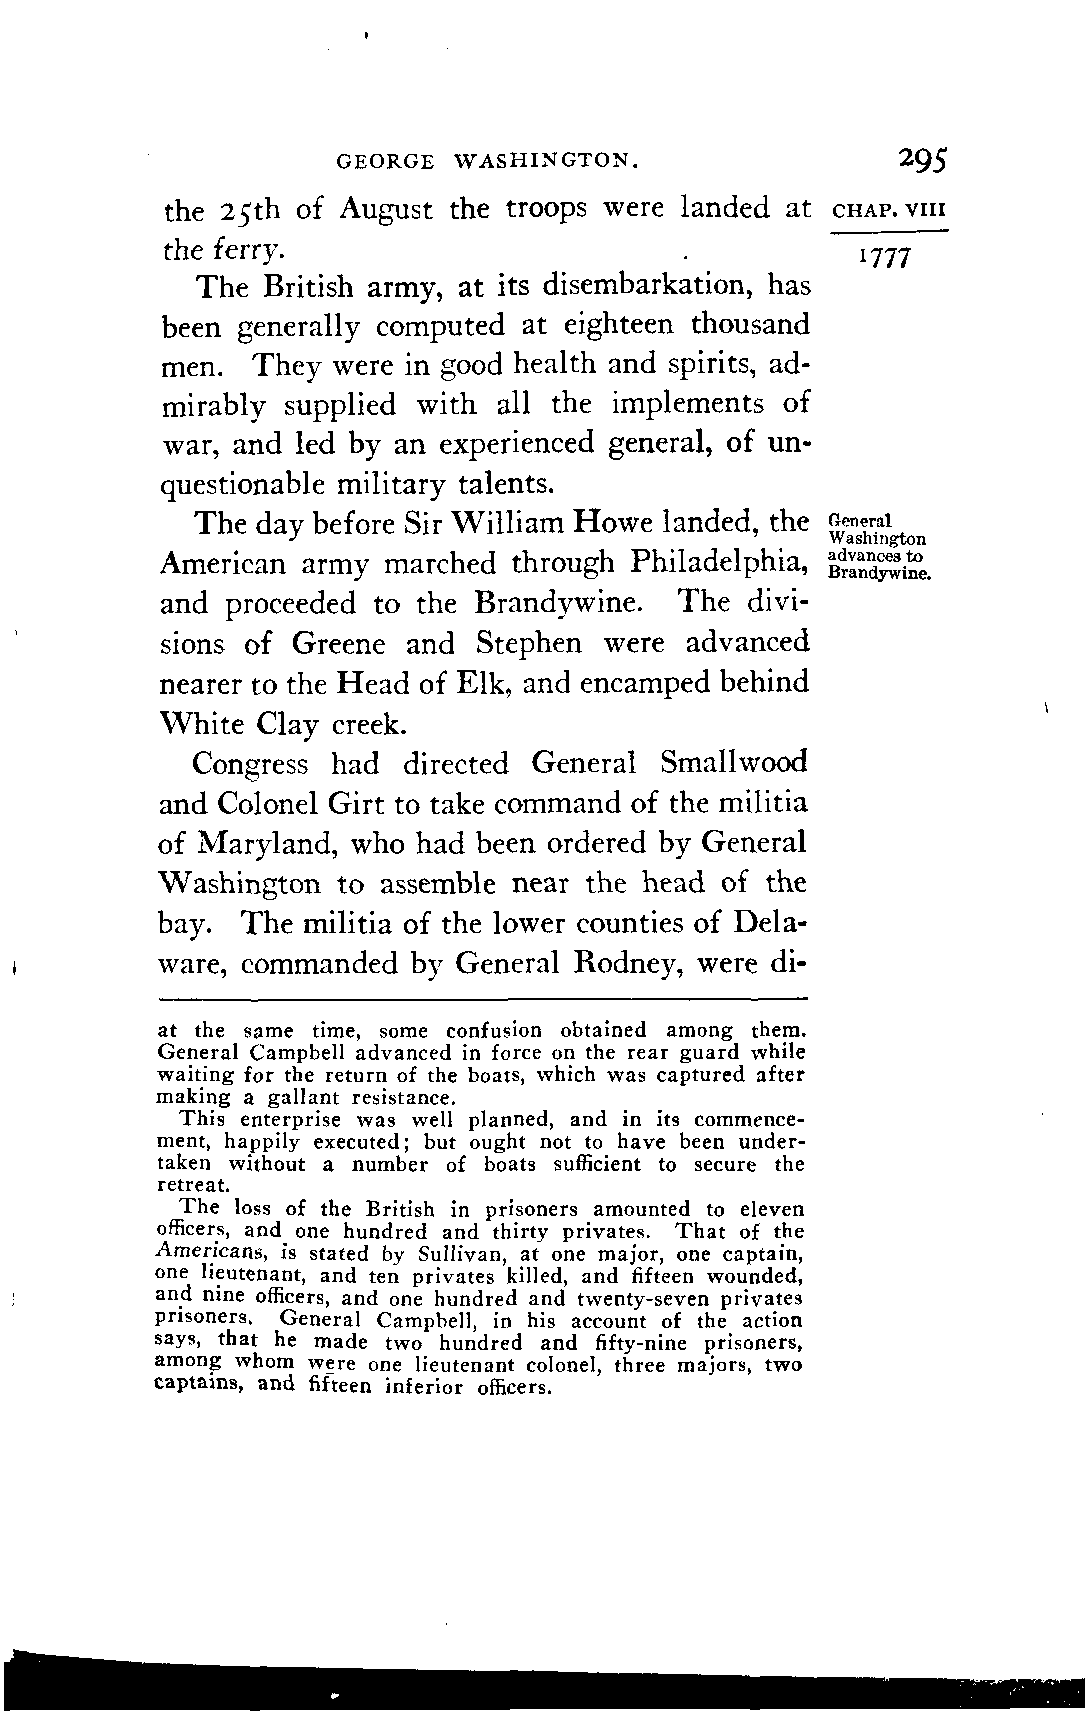 GEORGE WASHINGTON. 295
the 25th of August the troops were landed at CHAP. VIII
the ferry. 1777
The British army, at its disembarkation, has
been generally computed at eighteen thousand
men. They were in good health and spirits, ad-
mirably supplied with all the implements of
war, and led by an experienced general, of un-
questionable military talents.
The day before Sir William Howe landed, the
General
Washington
advances to
Brandywine.
American army marched through Philadelphia,
and proceeded to the Brandywine. The divi-
sions of Greene and Stephen were advanced
nearer to the Head of Elk, and encamped behind
White Clay creek.
Congress had directed General Smallwood
and Colonel Girt to take command of the militia
of Maryland, who had been ordered by General
Washington to assemble near the head of the
bay. The militia of the lower counties of Dela-
ware, commanded by General Rodney, were di-
at the same time, some confusion obtained among them.
General Campbell advanced in force on the rear guard while
waiting for the return of the boats, which was captured after
making a gallant resistance.
This enterprise was well planned, and in its commence-
ment, happily executed; but ought not to have been under-
taken without a number of boats sufficient to secure the
retreat.
The loss of the British in prisoners amounted to eleven
officers, and one hundred and thirty privates. That of the
Americans, is stated by Sullivan, at one major, one captain,
one lieutenant, and ten privates killed, and fifteen wounded,
and nine officers, and one hundred and twenty-seven privates
prisoners. General Campbell, in his account of the action
says, that he made two hundred and fifty-nine prisoners,
among whom were one lieutenant colonel, three majors, two
captains, and fifteen inferior officers.